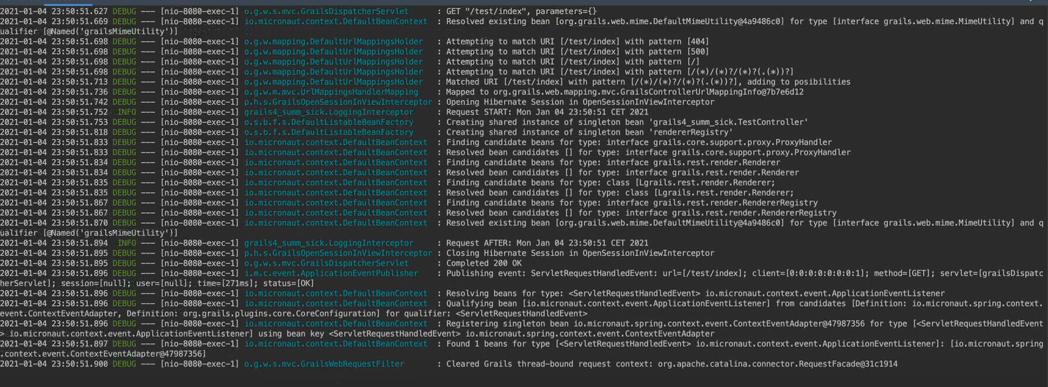 2021-01-04 23:50:51.627 DEBUG --- [nio-8080-exec-1] o.g.w.s.mvc.GrailsDispatcherServlet : GET "/test/index", parameters={}
2021-01-04 23:50:51.669 DEBUG --- [nio-8080-exec-1] io.micronaut.context.DefaultBeanContext : Resolved existing bean [org.grails.web.mime.DefaultMimeUtility@4a9486c0] for type [interface grails.web.mime.MimeUtility] and q
ualifier [@Named('grailsMimeUtility')]
2021-01-04 23:50:51.698 DEBUG --- [nio-8080-exec-1] o.g.w.mapping.DefaultUrlMappingsHolder : Attempting to match URI [/test/index] with pattern [404]
2021-01-04 23:50:51.698 DEBUG --- [nio-8080-exec-1] o.g.w.mapping.DefaultUrlMappingsHolder : Attempting to match URI [/test/index] with pattern [500]
2021-01-04 23:50:51.698 DEBUG --- [nio-8080-exec-1] o.g.w.mapping.DefaultUrlMappingsHolder : Attempting to match URI [/test/index] with pattern [/]
2021-01-04 23:50:51.698 DEBUG --- [nio-8080-exec-1] o.g.w.mapping.DefaultUrlMappingsHolder : Attempting to match URI [/test/index] with pattern [/(*)/(*)?/(*)?(.(*))?]
2021-01-04 23:50:51.713 DEBUG --- [nio-8080-exec-1] o.g.w.mapping.DefaultUrlMappingsHolder : Matched URI [/test/index] with pattern [/(*)/(*)?/(*)?(.(*))?], adding to posibilities
2021-01-04 23:50:51.736 DEBUG --- [nio-8080-exec-1] o.g.w.m.mvc.UrlMappingsHandlerMapping : Mapped to org.grails.web.mapping.mvc.GrailsControllerUrlMappingInfo@7b7e6d12
2021-01-04 23:50:51.742 DEBUG --- [nio-8080-exec-1] p.h.s.GrailsOpenSessionInViewInterceptor : Opening Hibernate Session in OpenSessionInViewInterceptor
2021-01-04 23:50:51.752 INFO --- [nio-8080-exec-1] grails4_summ_sick.LoggingInterceptor : Request START: Mon Jan 04 23:50:51 CET 2021
2021-01-04 23:50:51.753 DEBUG --- [nio-8080-exec-1] o.s.b.f.s.DefaultListableBeanFactory : Creating shared instance of singleton bean 'grails4_summ_sick.TestController'
2021-01-04 23:50:51.818 DEBUG --- [nio-8080-exec-1] o.s.b.f.s.DefaultListableBeanFactory : Creating shared instance of singleton bean 'rendererRegistry'
2021-01-04 23:50:51.833 DEBUG --- [nio-8080-exec-1] io.micronaut.context.DefaultBeanContext : Finding candidate beans for type: interface grails.core.support.proxy.ProxyHandler
2021-01-04 23:50:51.833 DEBUG --- [nio-8080-exec-1] io.micronaut.context.DefaultBeanContext : Resolved bean candidates [] for type: interface grails.core.support.proxy.ProxyHandler
2021-01-04 23:50:51.834 DEBUG --- [nio-8080-exec-1] io.micronaut.context.DefaultBeanContext : Finding candidate beans for type: interface grails.rest.render.Renderer
2021-01-04 23:50:51.834 DEBUG --- [nio-8080-exec-1] io.micronaut.context.DefaultBeanContext : Resolved bean candidates [] for type: interface grails.rest.render.Renderer
2021-01-04 23:50:51.834 DEBUG --- [nio-8080-exec-1] io.micronaut.context.DefaultBeanContext : Finding candidate beans for type: class [Lgrails.rest.render.Renderer;
2021-01-04 23:50:51.835 DEBUG --- [nio-8080-exec-1] io.micronaut.context.DefaultBeanContext : Resolved bean candidates [] for type: class [Lgrails.rest.render.Renderer;
2021-01-04 23:50:51.867 DEBUG --- [nio-8080-exec-1] io.micronaut.context.DefaultBeanContext : Finding candidate beans for type: interface grails.rest.render.RendererRegistry
2021-01-04 23:50:51.867 DEBUG --- [nio-8080-exec-1] io.micronaut.context.DefaultBeanContext : Resolved bean candidates [] for type: interface grails.rest.render.RendererRegistry
2021-01-04 23:50:51.870 DEBUG --- [nio-8080-exec-1] io.micronaut.context.DefaultBeanContext : Resolved existing bean [org.grails.web.mime.DefaultMimeUtility@4a9486c0] for type [interface grails.web.mime.MimeUtility] and q
ualifier [@Named('grailsMimeUtility')]
2021-01-04 23:50:51.894 INFO --- [nio-8080-exec-1] grails4_summ_sick.LoggingInterceptor : Request AFTER: Mon Jan 04 23:50:51 CET 2021
2021-01-04 23:50:51.895 DEBUG --- [nio-8080-exec-1] p.h.s.GrailsOpenSessionInViewInterceptor : Closing Hibernate Session in OpenSessionInViewInterceptor
2021-01-04 23:50:51.895 DEBUG --- [nio-8080-exec-1] o.g.w.s.mvc.GrailsDispatcherServlet : Completed 200 OK
2021-01-04 23:50:51.896 DEBUG --- [nio-8080-exec-1] i.m.c.event.ApplicationEventPublisher : Publishing event: ServletRequestHandledEvent: url=[/test/index]; client=[0:0:0:0:0:0:0:1]; method=[GET]; servlet=[grailsDispatc
herServlet]; session=[null]; user=[null]; time=[271ms]; status=[OK]
2021-01-04 23:50:51.896 DEBUG --- [nio-8080-exec-1] io.micronaut.context.DefaultBeanContext : Resolving beans for type: <ServletRequestHandledEvent> io.micronaut.context.event.ApplicationEventListener
2021-01-04 23:50:51.896 DEBUG --- [nio-8080-exec-1] io.micronaut.context.DefaultBeanContext : Qualifying bean [io.micronaut.context.event.ApplicationEventListener] from candidates [Definition: io.micronaut.spring.context.
event.ContextEventAdapter, Definition: org.grails.plugins.core.CoreConfiguration] for qualifier: <ServletRequestHandledEvent>
2021-01-04 23:50:51.896 DEBUG --- [nio-8080-exec-1] io.micronaut.context.DefaultBeanContext : Registering singleton bean io.micronaut.spring.context.event.ContextEventAdapter@47987356 for type [<ServletRequestHandledEvent
> io.micronaut.context.event.ApplicationEventListener] using bean key <ServletRequestHandledEvent> io.micronaut.spring.context.event.ContextEventAdapter
2021-01-04 23:50:51.897 DEBUG --- [nio-8080-exec-1] io.micronaut.context.DefaultBeanContext : Found 1 beans for type [<ServletRequestHandledEvent> io.micronaut.context.event.ApplicationEventListener]: [io.micronaut.spring
.context.event.ContextEventAdapter@47987356]
2021-01-04 23:50:51.900 DEBUG --- [nio-8080-exec-1] o.g.w.s.mvc.GrailsWebRequestFilter : Cleared Grails thread-bound request context: org.apache.catalina.connector.RequestFacade@31c1914